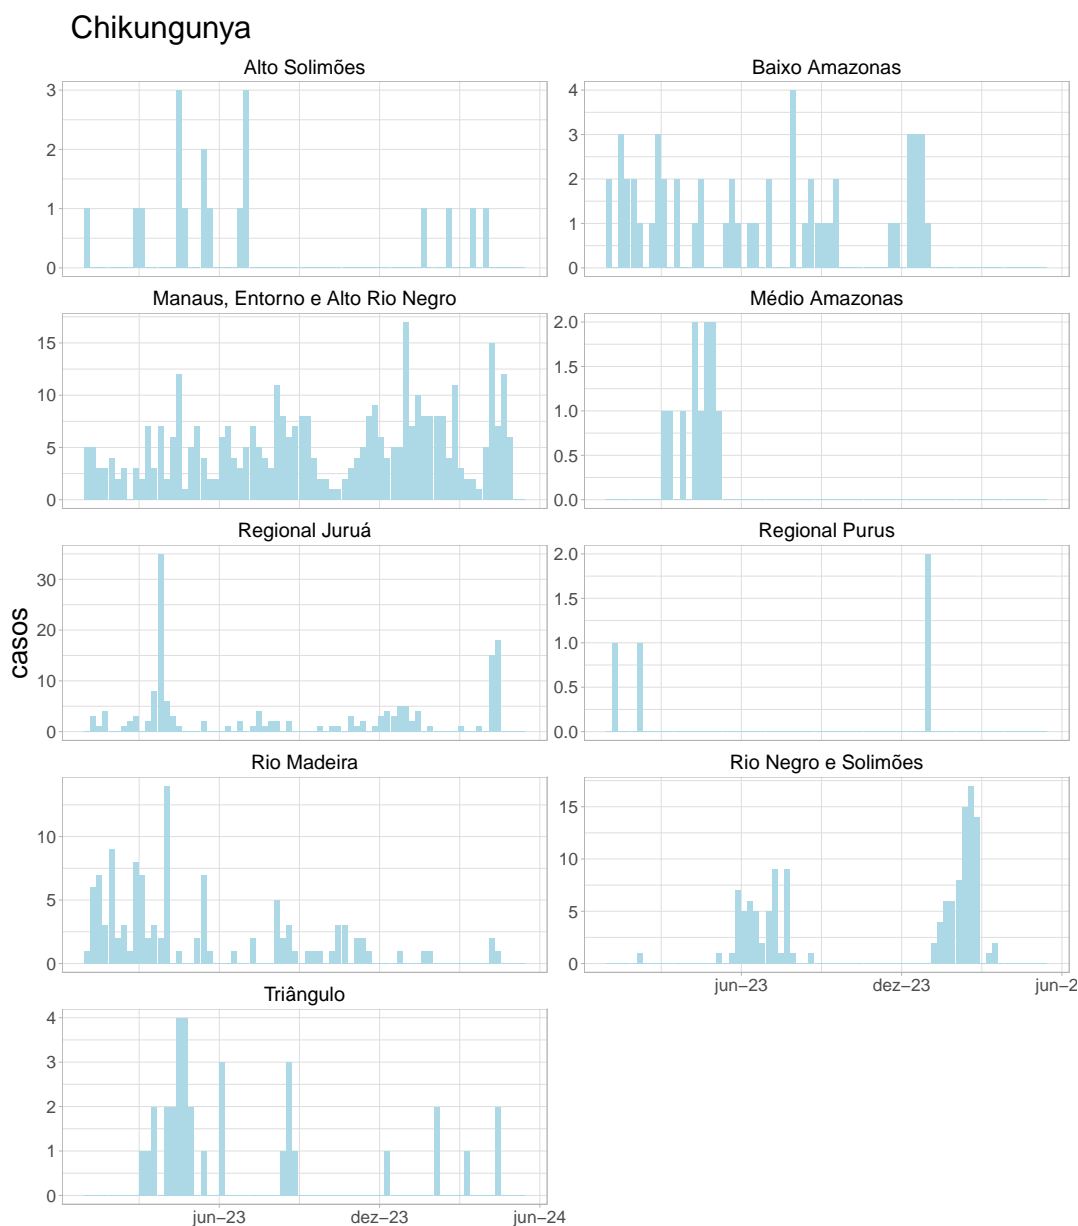 Chikungunya
Alto Solimões
Baixo Amazonas
3
2
1
0
4
3
2
1
0
Manaus, Entorno e Alto Rio Negro
Médio Amazonas
15
10
5
0
2.0
1.5
1.0
0.5
0.0
Regional Juruá
Regional Purus
30
20
10
0
2.0
1.5
1.0
0.5
0.0
casos
Rio Madeira
Rio Negro e Solimões
10
5
0
15
10
5
0
jun–23
dez–23
jun–2
Triângulo
4
3
2
1
0
jun–23
dez–23
jun–24